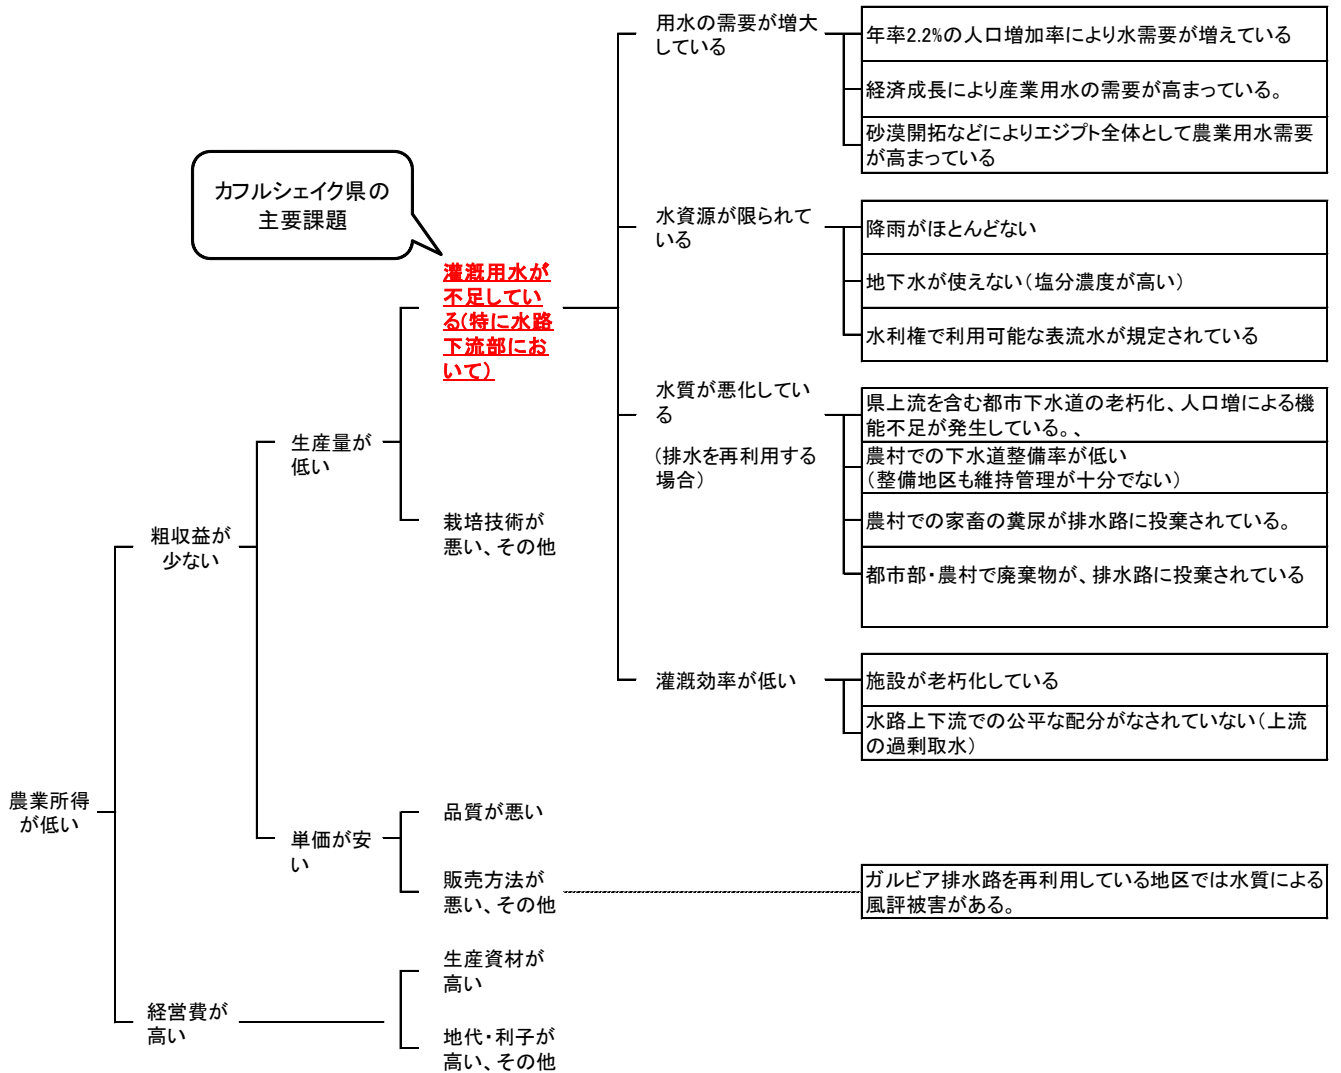 用水の需要が増大
している
年率2.2%の人口増加率により水需要が増えている
経済成長により産業用水の需要が高まっている。
砂漠開拓などによりエジプト全体として農業用水需要
が高まっている
カフルシェイク県の
主要課題
水資源が限られて
いる
降雨がほとんどない
地下水が使えない（塩分濃度が高い）
水利権で利用可能な表流水が規定されている
灌漑用水が
不足してい
る(特に水路
下流部にお
いて)
水質が悪化してい
る
(排水を再利用する
場合)
県上流を含む都市下水道の老朽化、人口増による機
能不足が発生している。、
農村での下水道整備率が低い
（整備地区も維持管理が十分でない）
農村での家畜の糞尿が排水路に投棄されている。
都市部・農村で廃棄物が、排水路に投棄されている
生産量が
低い
栽培技術が
悪い、その他
粗収益が
少ない
灌漑効率が低い
施設が老朽化している
水路上下流での公平な配分がなされていない（上流
の過剰取水）
農業所得
が低い
単価が安
い
品質が悪い
販売方法が
悪い、その他
ガルビア排水路を再利用している地区では水質による
風評被害がある。
経営費が
高い
生産資材が
高い
地代・利子が
高い、その他